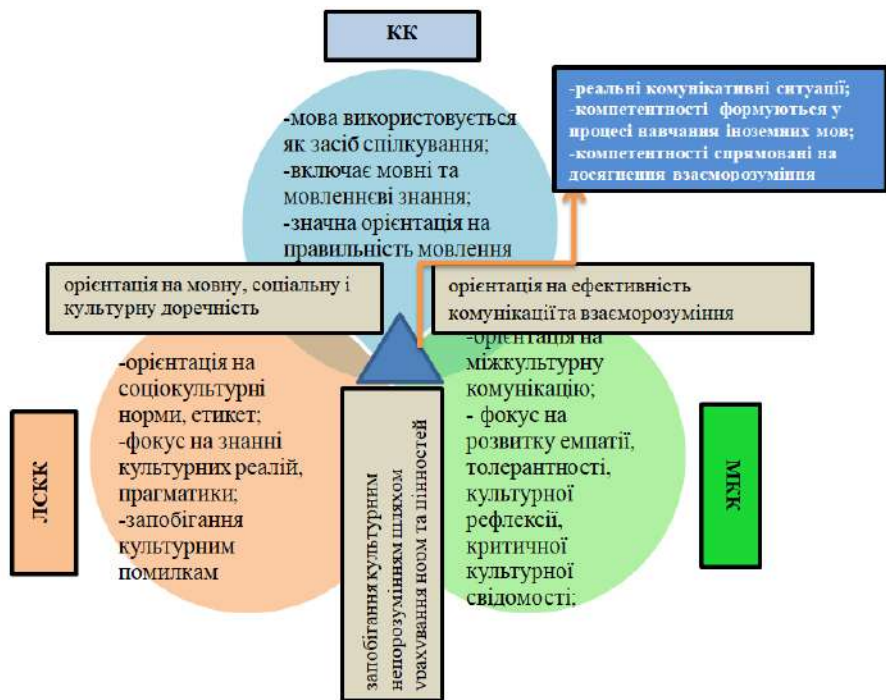 КК
-мова використовується
як засіб спілкування;
-включає мовні та
мовленнєві знання;
-значна орієнтація на
правильність мовлення
-реальні комунікативні ситуації;
-компетентності формуються у
процесі навчання іноземних мов;
-компетентності спрямовані на
досягнення взаєморозуміння
орієнтація на мовну, соціальну і
культурну доречність
орієнтація на ефективність
комунікації та взаєморозуміння
ЛСКК
-орієнтація на
соціокультурні
норми, етикет;
-фокус на знанні
культурних реалій,
прагматики;
-запобігання
культурним
помилкам
запобігання культурним
непорозумінням шляхом
урахування норм та цінностей
-орієнтація на
міжкультурну
комунікацію;
- фокус на
розвитку емпатії,
толерантності,
культурної
рефлексії,
критичної
культурної
свідомості;
МКК